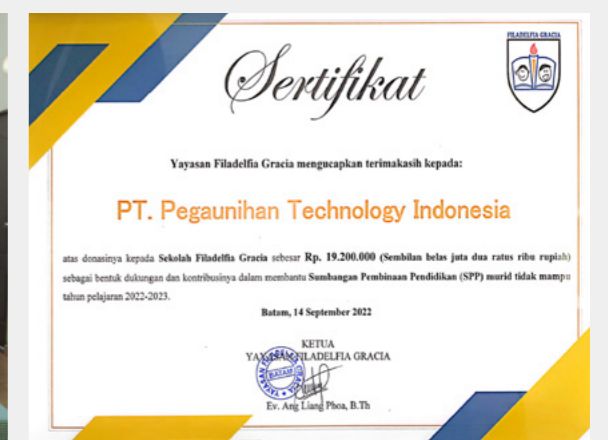 FILADELFIA GRACIA
Sertifikat
Yayasan Filadelfia Gracia mengucapkan terimakasih kepada:
PT. Pegaunihan Technology Indonesia
atas donasinya kepada Sekolah Filadelfia Gracia sebesar Rp. 19.200.000 (Sembilan belas juta dua ratus ribu rupiah)
sebagai bentuk dukungan dan kontribusinya dalam membantu Sumbangan Pembinaan Pendidikan (SPP) murid tidak mampu
tahun pelajaran 2022-2023.
Batam, 14 September 2022
KETUA
YAYASAN FILADELFIA GRACIA
BATAM
Ev. Ang Liang Phoa, B.Th